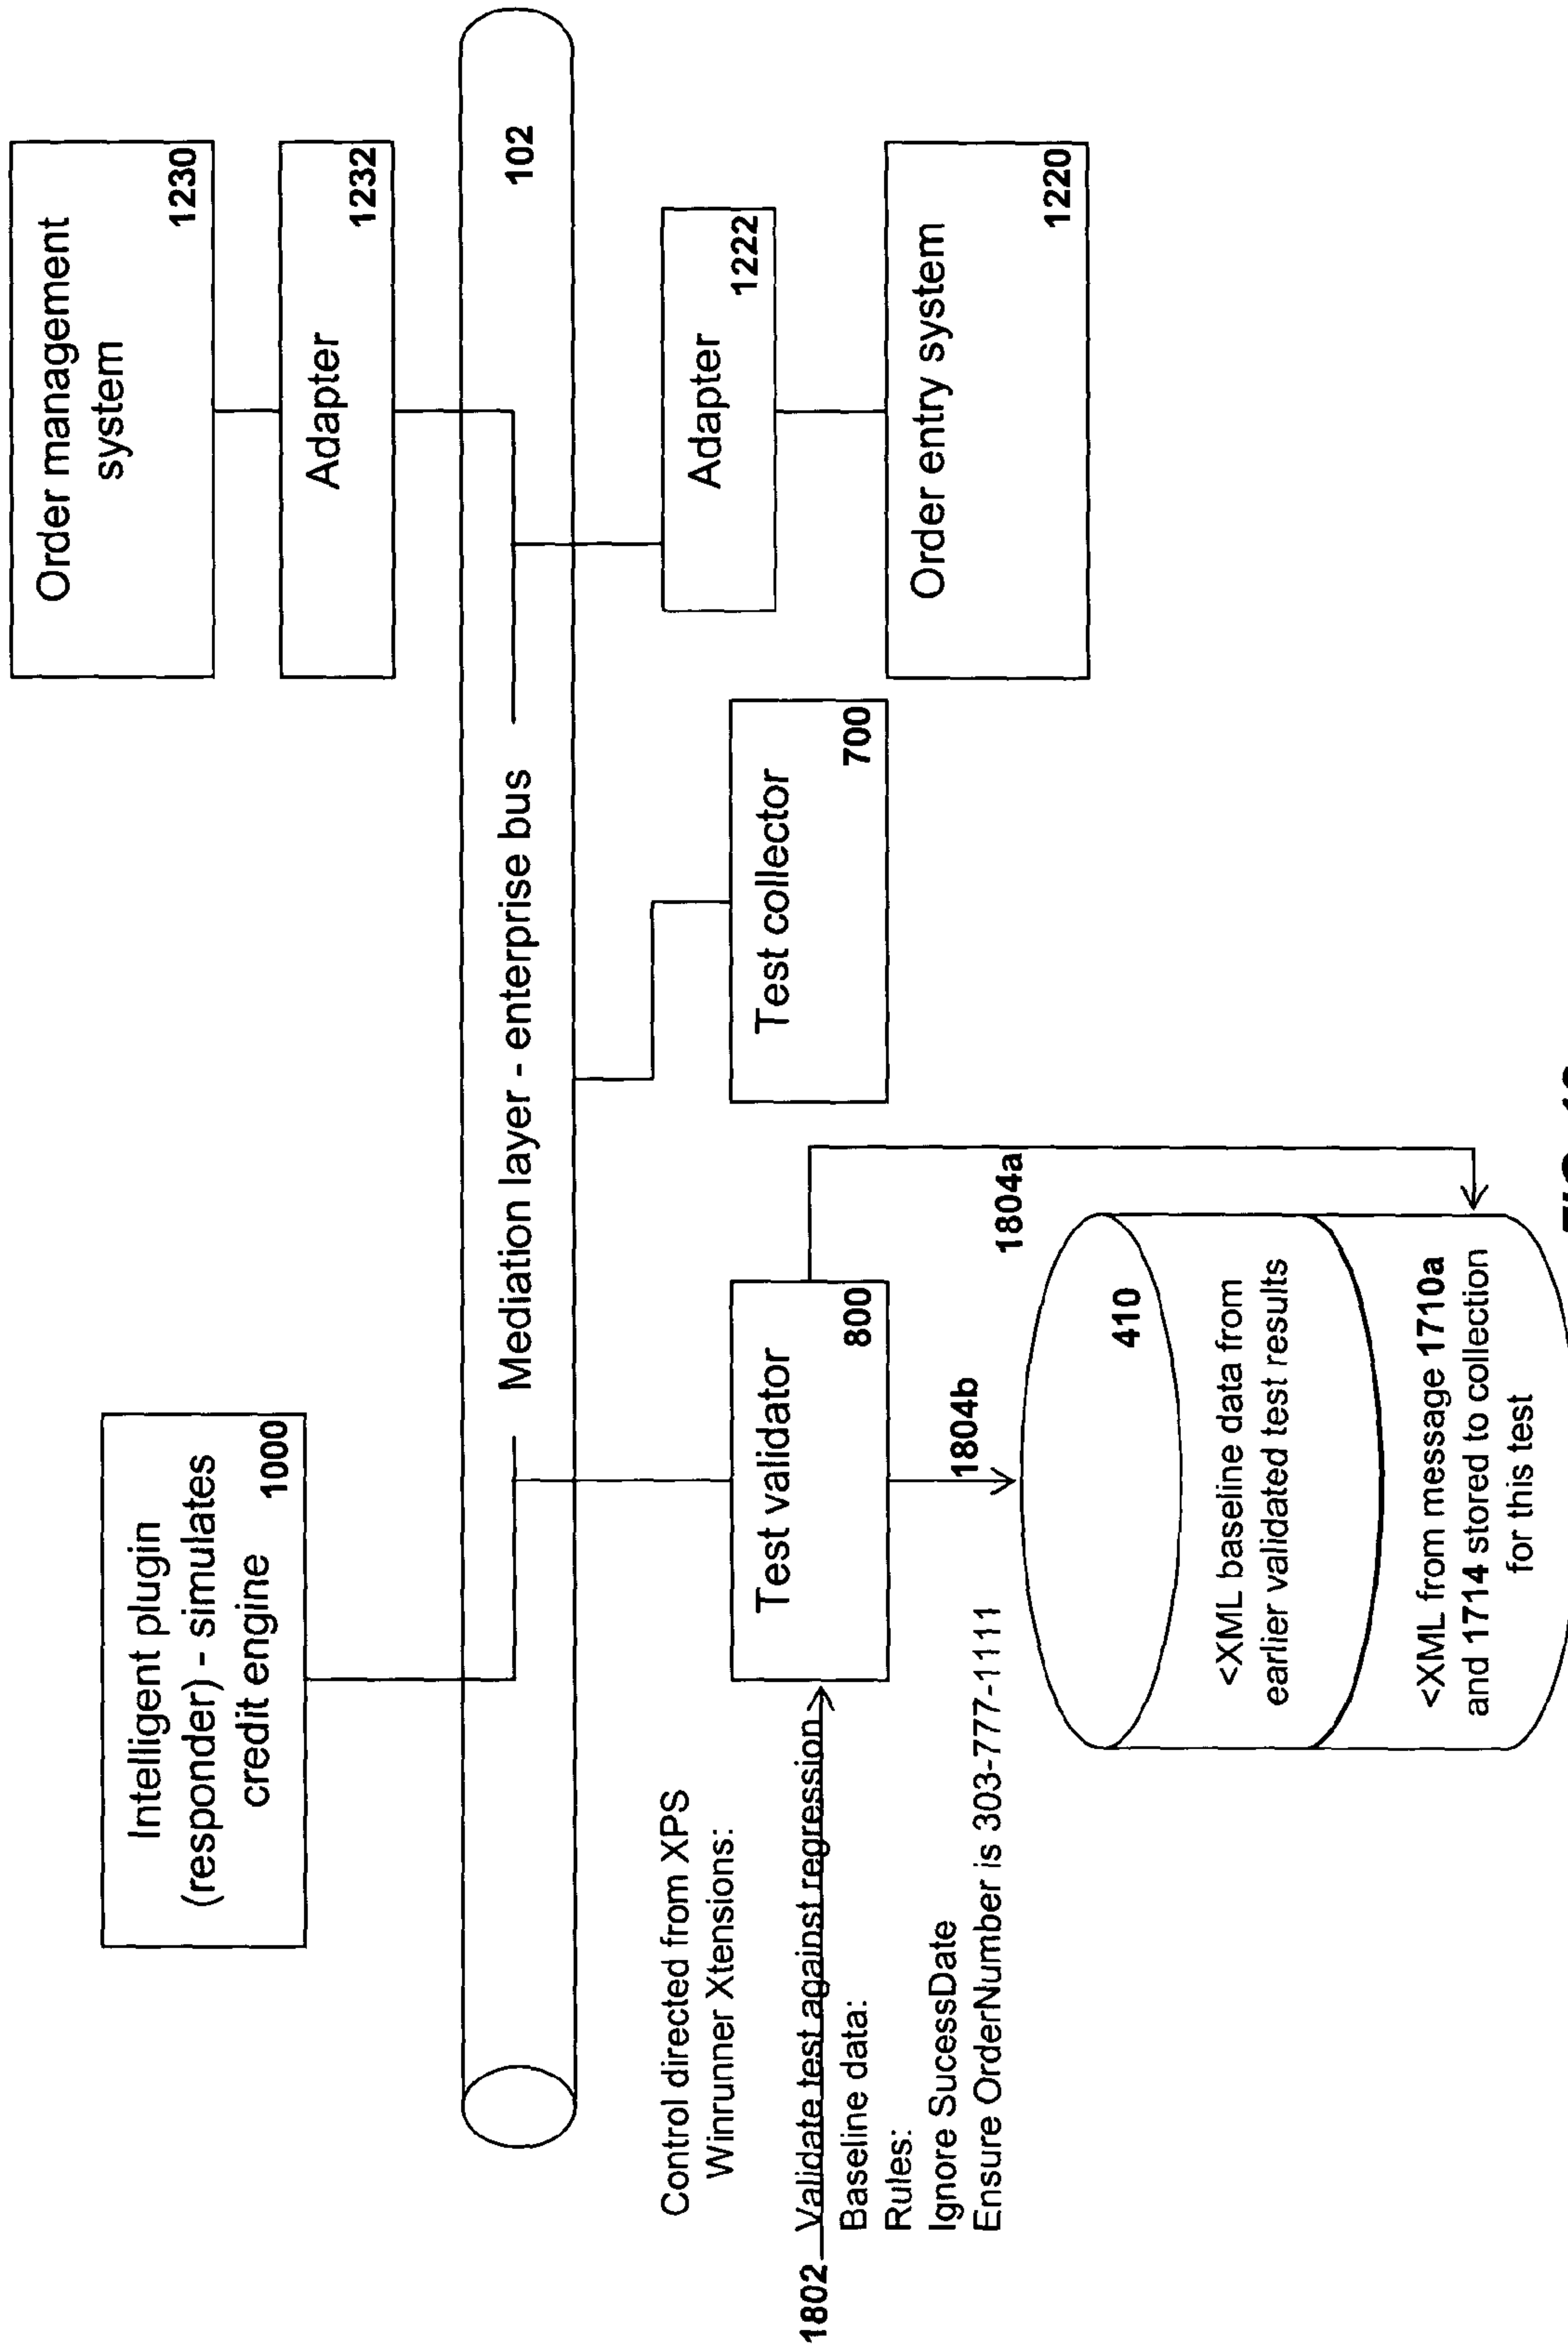 Intelligent plugin
(responder) - simulates
credit engine
1000
Order management
system
1230
Adapter
1232
Mediation layer - enterprise bus
102
Control directed from XPS
Winrunner Xtensions:
1802
Validate test against regression
Baseline data:
Rules:
Ignore SucessDate
Ensure OrderNumber is 303-777-1111
Test validator
800
Test collector
700
Adapter
1222
Order entry system
1220
1804b
1804a
410
<XML baseline data from
earlier validated test results
<XML from message 1710a
and 1714 stored to collection
for this test